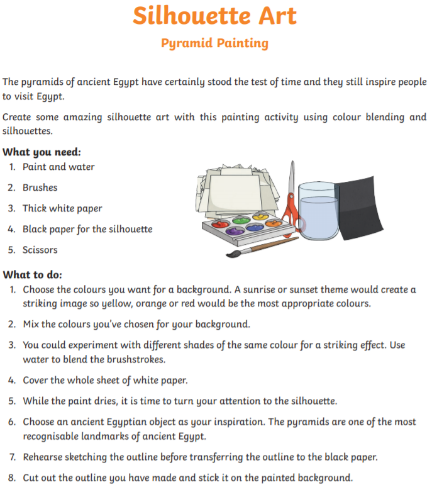 Silhouette Art
Pyramid Painting
The pyramids of ancient Egypt have certainly stood the test of time and they still inspire people
to visit Egypt.
Create some amazing silhouette art with this painting activity using colour blending and
silhouettes.
What you need:
1. Paint and water
2. Brushes
3. Thick white paper
4. Black paper for the silhouette
5. Scissors
What to do:
1. Choose the colours you want for a background. A sunrise or sunset theme would create a
striking image so yellow, orange or red would be the most appropriate colours.
2. Mix the colours you've chosen for your background.
3. You could experiment with different shades of the same colour for a striking effect. Use
water to blend the brushstrokes.
4. Cover the whole sheet of white paper.
5. While the paint dries, it is time to turn your attention to the silhouette.
6. Choose an ancient Egyptian object as your inspiration. The pyramids are one of the most
recognisable landmarks of ancient Egypt.
7. Rehearse sketching the outline before transferring the outline to the black paper.
8. Cut out the outline you have made and stick it on the painted background.